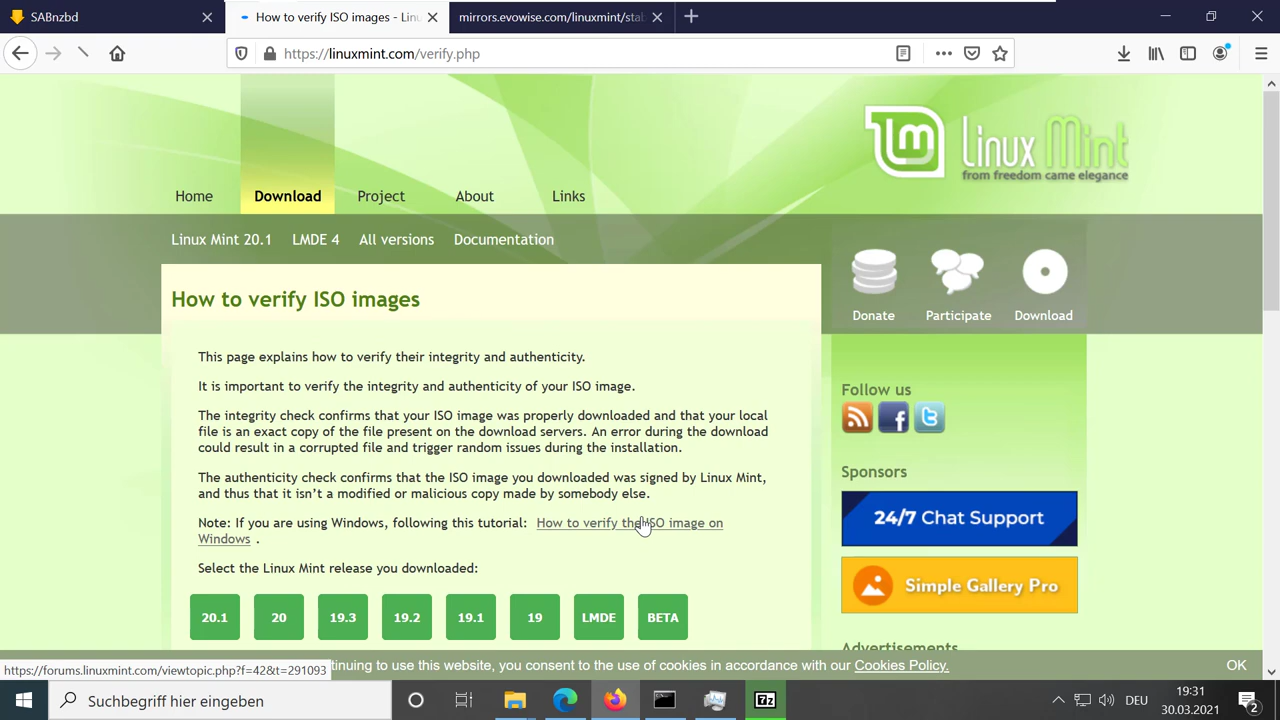 SABnzbd
How to verify ISO images - Linu
mirrors.evowise.com/linuxmint/stab
https://linuxmint.com/verify.php
Linux Mint
from freedom came elegance
Home
Download
Project
About
Links
Linux Mint 20.1
LMDE 4
All versions
Documentation
Donate
Participate
Download
How to verify ISO images
This page explains how to verify their integrity and authenticity.
It is important to verify the integrity and authenticity of your ISO image.
The integrity check confirms that your ISO image was properly downloaded and that your local
file is an exact copy of the file present on the download servers. An error during the download
could result in a corrupted file and trigger random issues during the installation.
The authenticity check confirms that the ISO image you downloaded was signed by Linux Mint,
and thus that it isn't a modified or malicious copy made by somebody else.
Note: If you are using Windows, following this tutorial: How to verify the ISO image on
Windows .
Select the Linux Mint release you downloaded:
20.1
20
19.3
19.2
19.1
19
LMDE
BETA
Follow us
Sponsors
24/7 Chat Support
Simple Gallery Pro
Advertisements
https://forums.linuxmint.com/viewtopic.php?f=42&t=291093
tinuing to use this website, you consent to the use of cookies in accordance with our Cookies Policy.
OK
Suchbegriff hier eingeben
7z
DEU
19:31
30.03.2021
2